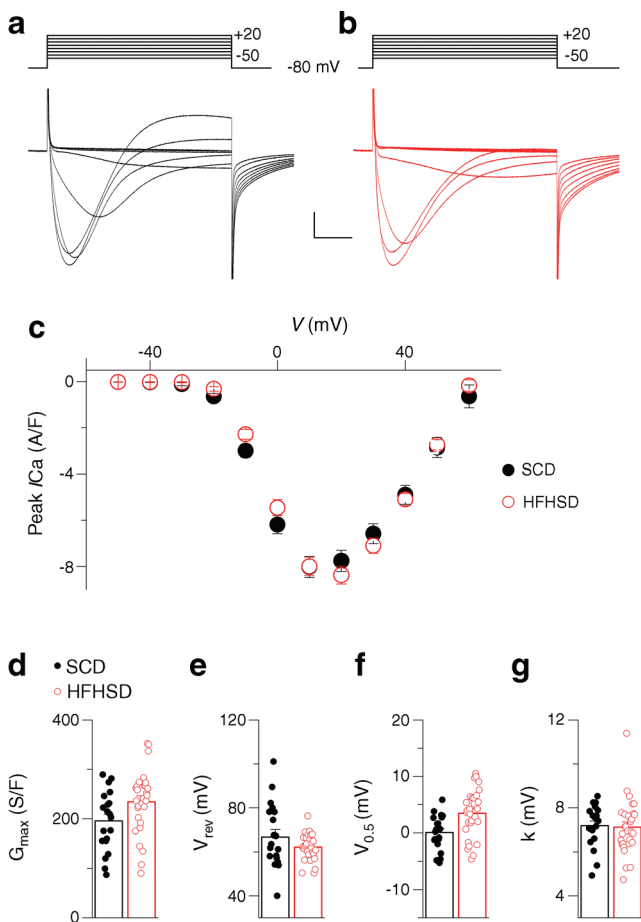 a
b
+20
-50
+20
-50
-80 mV
c
V (mV)
-40
0
40
0
-4
-8
Peak ICa (A/F)
SCD
HFHSD
d
e
f
g
SCD
HFHSD
400
200
0
Gmax (S/F)
120
80
40
Vrev (mV)
20
10
0
-10
V0.5 (mV)
12
8
4
k (mV)